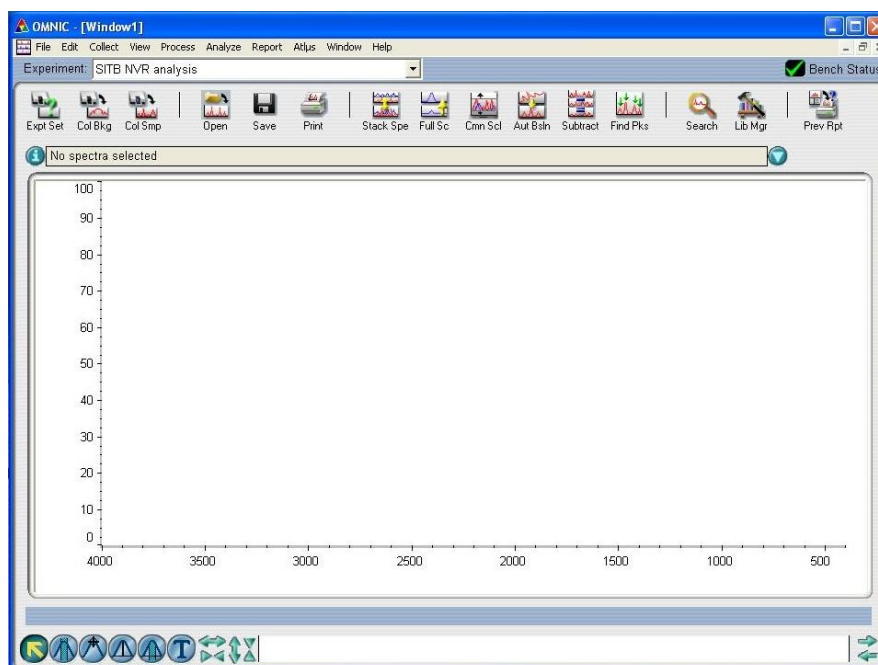 OMNIC - [Window1]
File Edit Collect View Process Analyze Report Atlµs Window Help
Experiment: SITB NVR analysis Bench Status
Expt Set Col Bkg Col Smp Open Save Print Stack Spe Full Sc Cmn Scl Aut Bsln Subtract Find Pks Search Lib Mgr Prev Rpt
No spectra selected
100
90
80
70
60
50
40
30
20
10
0
4000 3500 3000 2500 2000 1500 1000 500
T